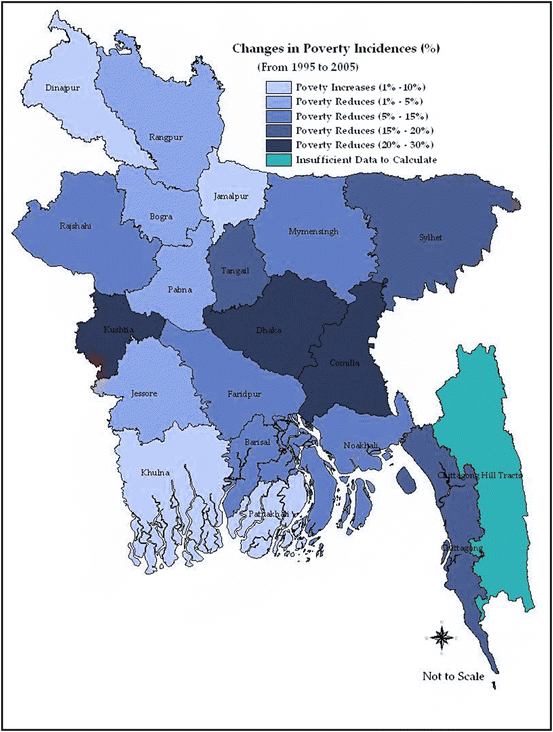 Changes in Poverty Incidences (%)
(From 1995 to 2005)
Povety Increases (1% -10%)
Poverty Reduces (1% - 5%)
Poverty Reduces (5% - 15%)
Poverty Reduces (15% - 20%)
Poverty Reduces (20% - 30%)
Insufficient Data to Calculate
Dinajpur
Rangpur
Jamalpur
Bogra
Rajshahi
Mymensingh
Sylhet
Tangail
Pabna
Kushtia
Dhaka
Comilla
Jessore
Faridpur
Barisal
Noakhali
Khulna
Chittagong Hill Tracts
Patuakhali
Chittagong
Not to Scale